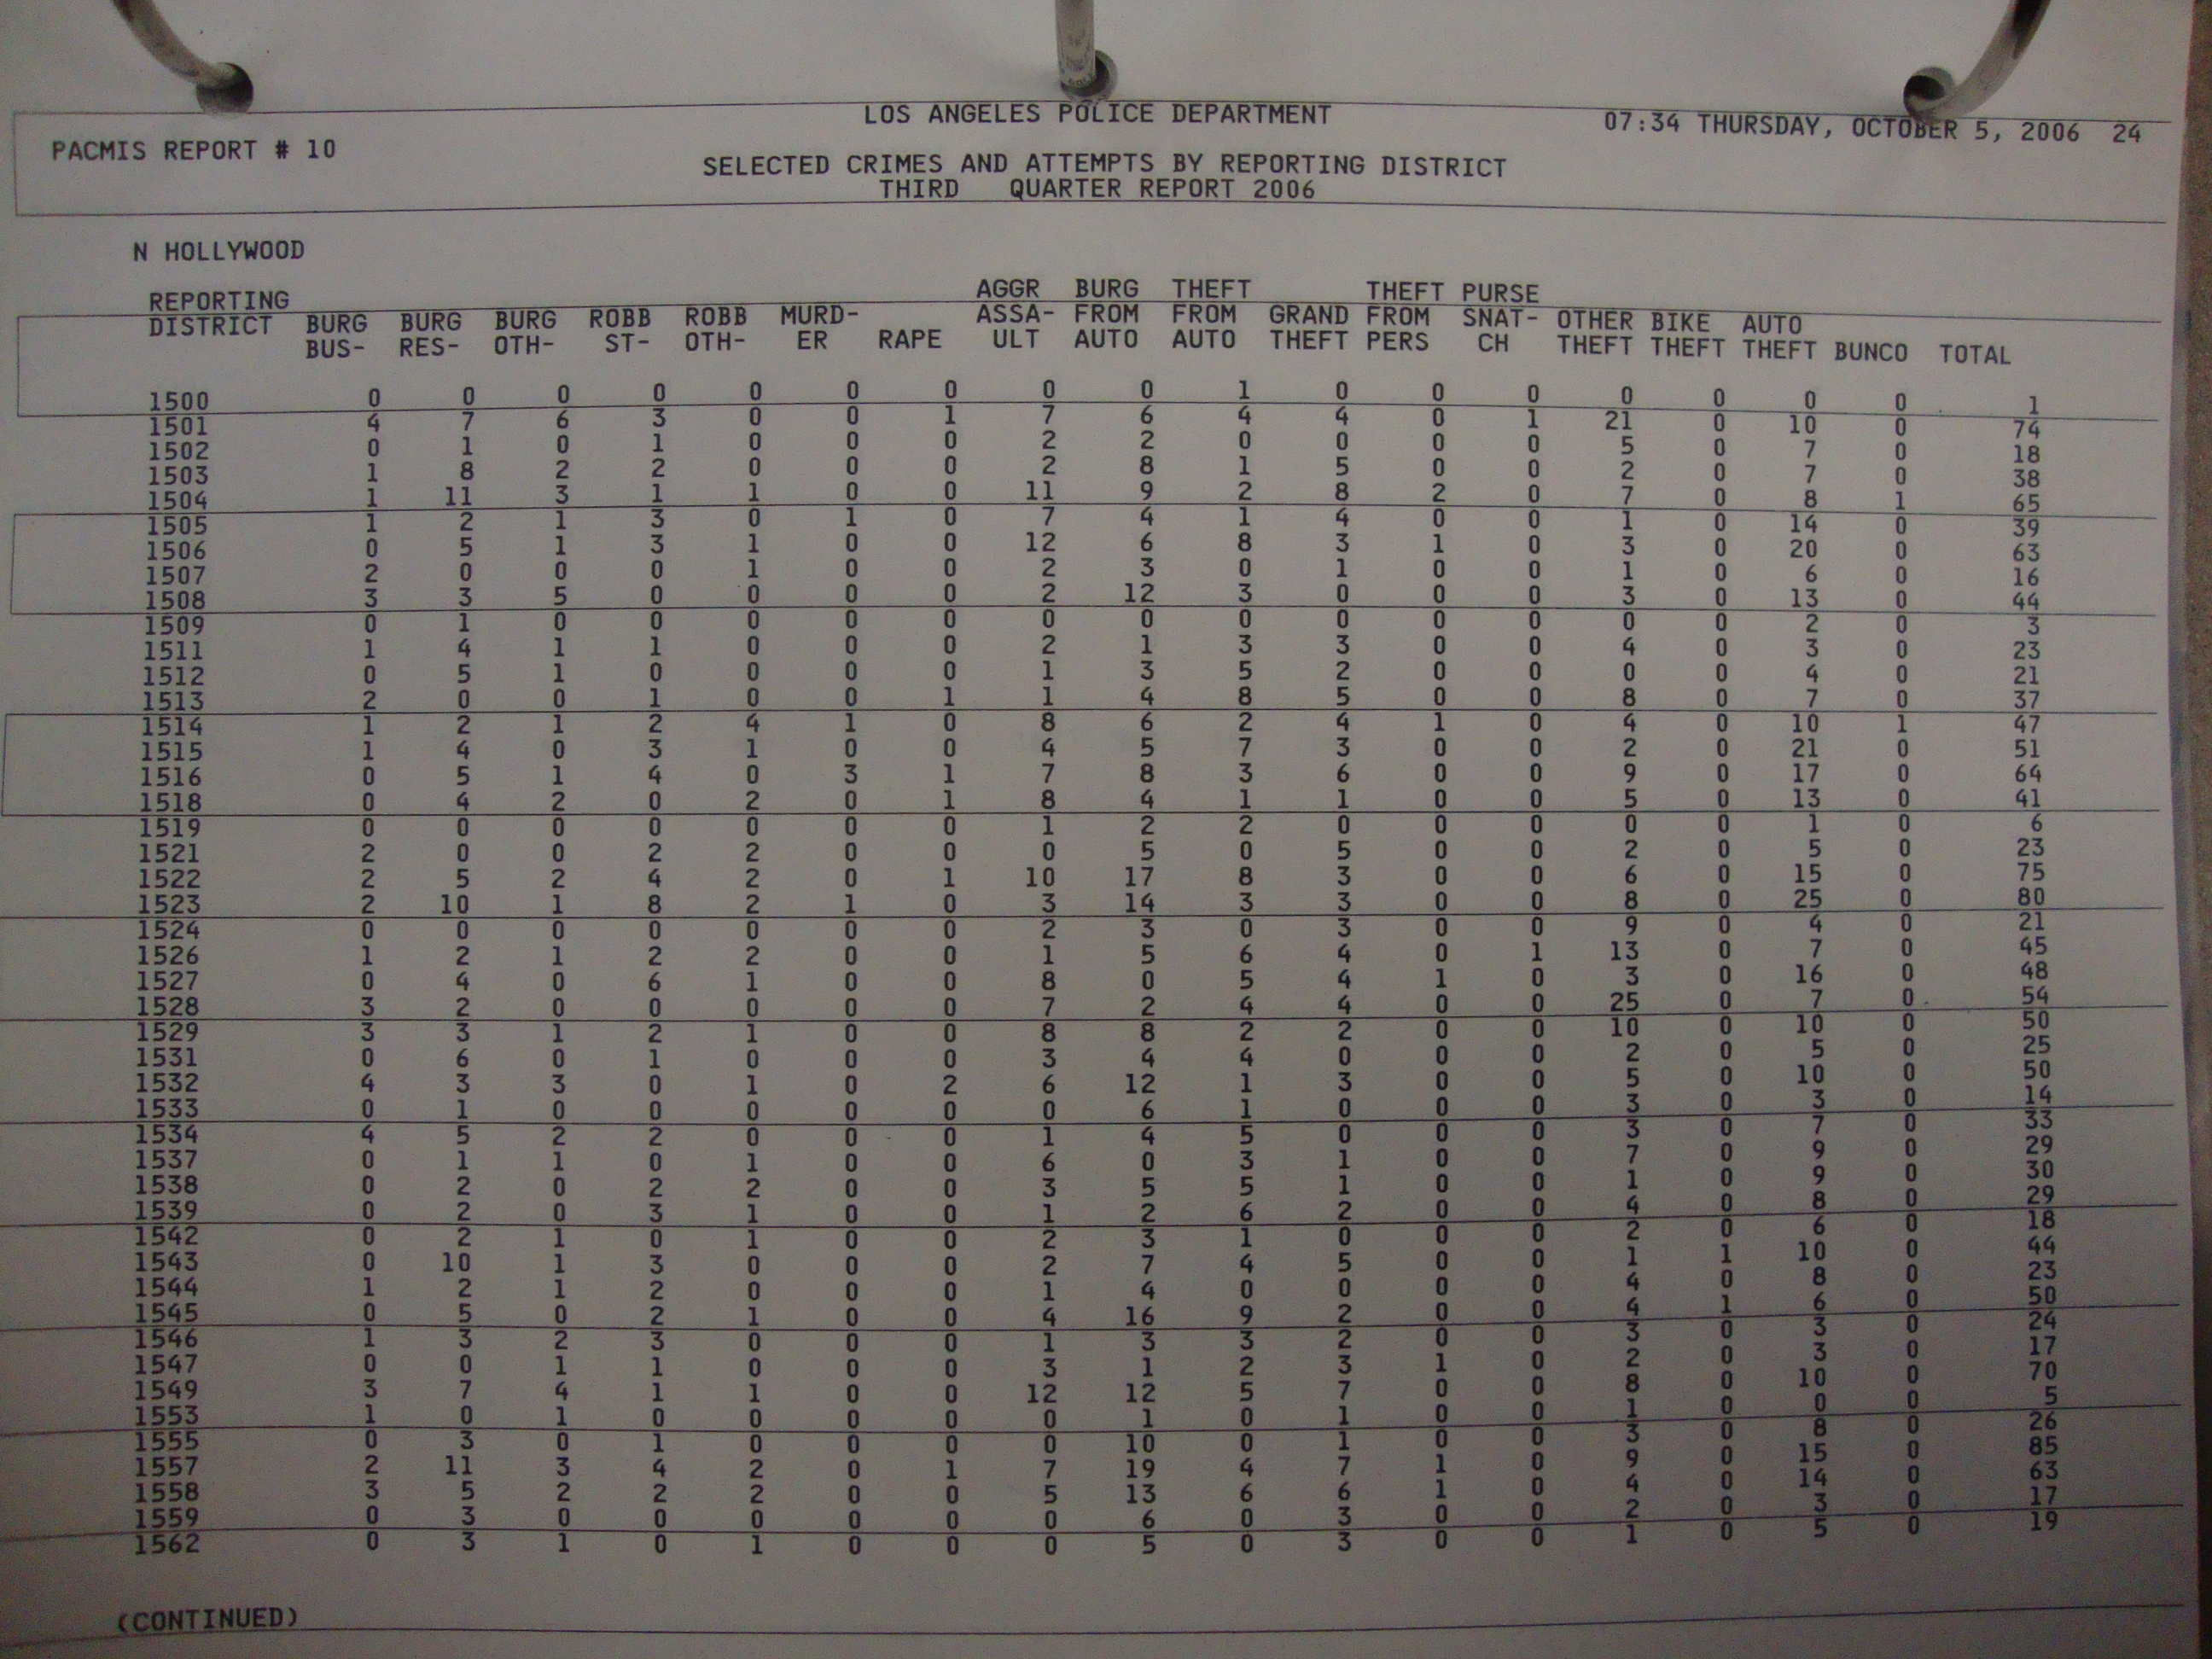 LOS ANGELES POLICE DEPARTMENT
PACMIS REPORT # 10 07:34 THURSDAY, OCTOBER 5, 2006 24
SELECTED CRIMES AND ATTEMPTS BY REPORTING DISTRICT
THIRD QUARTER REPORT 2006
N HOLLYWOOD
AGGR BURG THEFT THEFT PURSE
REPORTING ASSA- FROM FROM GRAND FROM SNAT- OTHER BIKE AUTO
DISTRICT BURG BURG BURG ROBB ROBB MURD- RAPE ULT AUTO AUTO THEFT PERS CH THEFT THEFT THEFT BUNCO TOTAL
BUS- RES- OTH- ST- OTH- ER
1500 0 0 0 0 0 0 0 0 0 1 0 0 0 0 0 0 0 1
1501 4 7 6 3 0 0 1 7 6 4 4 0 1 21 0 10 0 74
1502 0 1 0 1 0 0 0 2 2 0 0 0 0 5 0 7 0 18
1503 1 8 2 2 0 0 0 2 8 1 5 0 0 2 0 7 0 38
1504 1 11 3 1 1 0 0 11 9 2 8 2 0 7 0 8 1 65
1505 1 2 1 3 0 1 0 7 4 1 4 0 0 1 0 14 0 39
1506 0 5 1 3 1 0 0 12 6 8 3 1 0 3 0 20 0 63
1507 2 0 0 0 1 0 0 2 3 0 1 0 0 1 0 6 0 16
1508 3 3 5 0 0 0 0 2 12 3 0 0 0 3 0 13 0 44
1509 0 1 0 0 0 0 0 0 0 0 0 0 0 0 0 2 0 3
1511 1 4 1 1 0 0 0 2 1 3 3 0 0 4 0 3 0 23
1512 0 5 1 0 0 0 0 1 3 5 2 0 0 0 0 4 0 21
1513 2 0 0 1 0 0 1 1 4 8 5 0 0 8 0 7 0 37
1514 1 2 1 2 4 1 0 8 6 2 4 1 0 4 0 10 1 47
1515 1 4 0 3 1 0 0 4 5 7 3 0 0 2 0 21 0 51
1516 0 5 1 4 0 3 1 7 8 3 6 0 0 9 0 17 0 64
1518 0 4 2 0 2 0 1 8 4 1 1 0 0 5 0 13 0 41
1519 0 0 0 0 0 0 0 1 2 2 0 0 0 0 0 1 0 6
1521 2 0 0 2 2 0 0 0 5 0 5 0 0 2 0 5 0 23
1522 2 5 2 4 2 0 1 10 17 8 3 0 0 6 0 15 0 75
1523 2 10 1 8 2 1 0 3 14 3 3 0 0 8 0 25 0 80
1524 0 0 0 0 0 0 0 2 3 0 3 0 0 9 0 4 0 21
1526 1 2 1 2 2 0 0 1 5 6 4 0 1 13 0 7 0 45
1527 0 4 0 6 1 0 0 8 0 5 4 1 0 3 0 16 0 48
1528 3 2 0 0 0 0 0 7 2 4 4 0 0 25 0 7 0 54
1529 3 3 1 2 1 0 0 8 8 2 2 0 0 10 0 10 0 50
1531 0 6 0 1 0 0 0 3 4 4 0 0 0 2 0 5 0 25
1532 4 3 3 0 1 0 2 6 12 1 3 0 0 5 0 10 0 50
1533 0 1 0 0 0 0 0 0 6 1 0 0 0 3 0 3 0 14
1534 4 5 2 2 0 0 0 1 4 5 0 0 0 3 0 7 0 33
1537 0 1 1 0 1 0 0 6 0 3 1 0 0 7 0 9 0 29
1538 0 2 0 2 2 0 0 3 5 5 1 0 0 1 0 9 0 30
1539 0 2 0 3 1 0 0 1 2 6 2 0 0 4 0 8 0 29
1542 0 2 1 0 1 0 0 2 3 1 0 0 0 2 0 6 0 18
1543 0 10 1 3 0 0 0 2 7 4 5 0 0 1 1 10 0 44
1544 1 2 1 2 0 0 0 1 4 0 0 0 0 4 0 8 0 23
1545 0 5 0 2 1 0 0 4 16 9 2 0 0 4 1 6 0 50
1546 1 3 2 3 0 0 0 1 3 3 2 0 0 3 0 3 0 24
1547 0 0 1 1 0 0 0 3 1 2 3 1 0 2 0 3 0 17
1549 3 7 4 1 1 0 0 12 12 5 7 0 0 8 0 10 0 70
1553 1 0 1 0 0 0 0 0 1 0 1 0 0 1 0 0 0 5
1555 0 3 0 1 0 0 0 0 10 0 1 0 0 3 0 8 0 26
1557 2 11 3 4 2 0 1 7 19 4 7 1 0 9 0 15 0 85
1558 3 5 2 2 2 0 0 5 13 6 6 1 0 4 0 14 0 63
1559 0 3 0 0 0 0 0 0 6 0 3 0 0 2 0 3 0 17
1562 0 3 1 0 1 0 0 0 5 0 3 0 0 1 0 5 0 19
(CONTINUED)